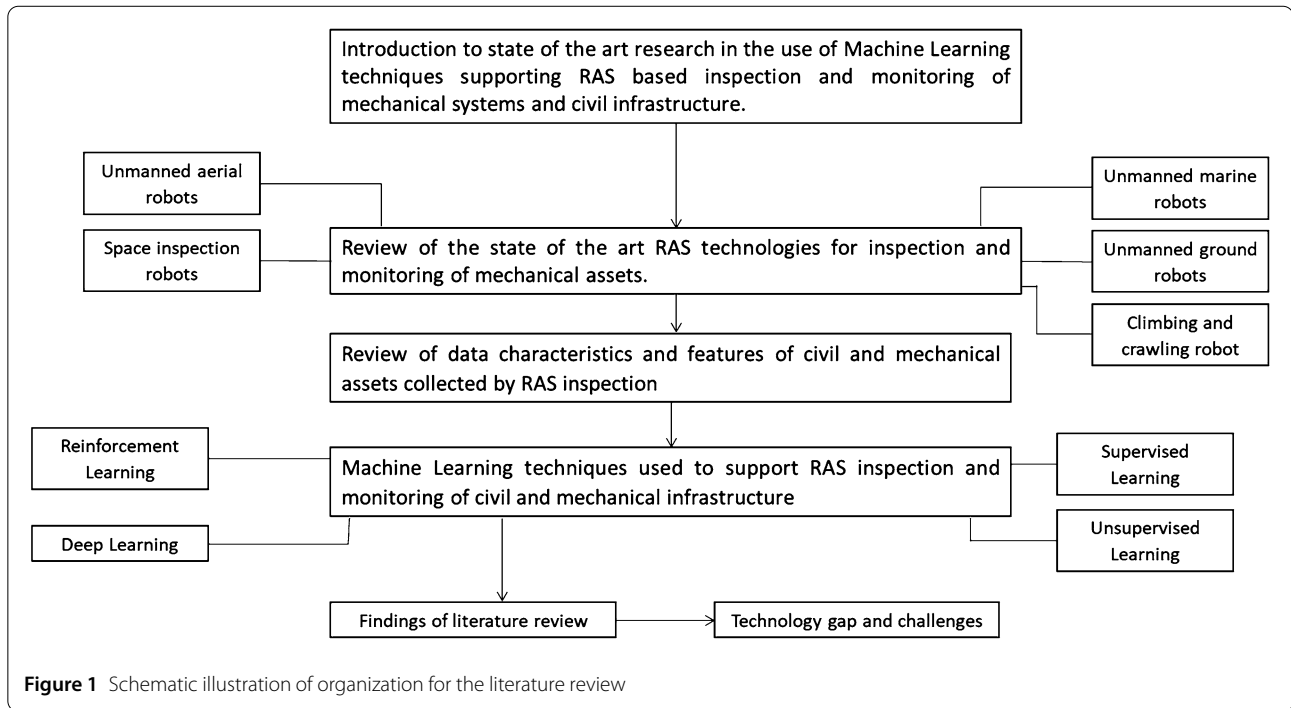 Introduction to state of the art research in the use of Machine Learning
techniques supporting RAS based inspection and monitoring of
mechanical systems and civil infrastructure.
Unmanned aerial
robots
Unmanned marine
robots
Space inspection
robots
Review of the state of the art RAS technologies for inspection and
monitoring of mechanical assets.
Unmanned ground
robots
Climbing and
crawling robot
Review of data characteristics and features of civil and mechanical
assets collected by RAS inspection
Reinforcement
Learning
Machine Learning techniques used to support RAS inspection and
monitoring of civil and mechanical infrastructure
Supervised
Learning
Deep Learning
Unsupervised
Learning
Findings of literature review
Technology gap and challenges
Figure 1 Schematic illustration of organization for the literature review